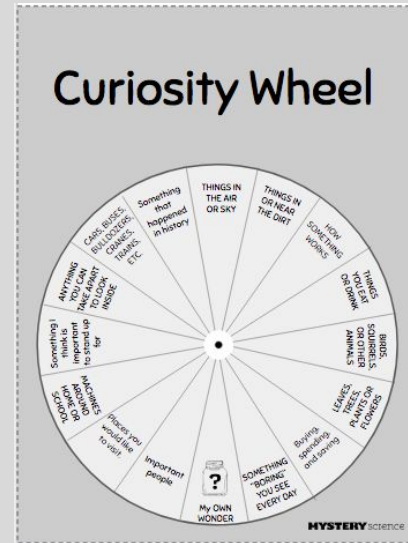 Curiosity Wheel
THINGS IN
THE AIR
OR SKY
THINGS IN
OR NEAR
THE DIRT
HOW
SOMETHING
WORKS
THINGS
YOU EAT
OR DRINK
BIRDS,
SQUIRRELS,
OR OTHER
ANIMALS
LEAVES,
TREES,
PLANTS OR
FLOWERS
Buying,
spending,
and saving
SOMETHING
"BORING"
YOU SEE
EVERY DAY
?
My OWN
WONDER
Important
people
Places you
would like
to visit
MACHINES
AROUND
HOME OR
SCHOOL
Something I
think is
important
to stand up
for
ANYTHING
YOU CAN
TAKE APART
TO LOOK
INSIDE
CARS, BUSES,
BULLDOZERS,
CRANES,
TRAINS,
ETC
Something
that
happened
in history
MYSTERY science